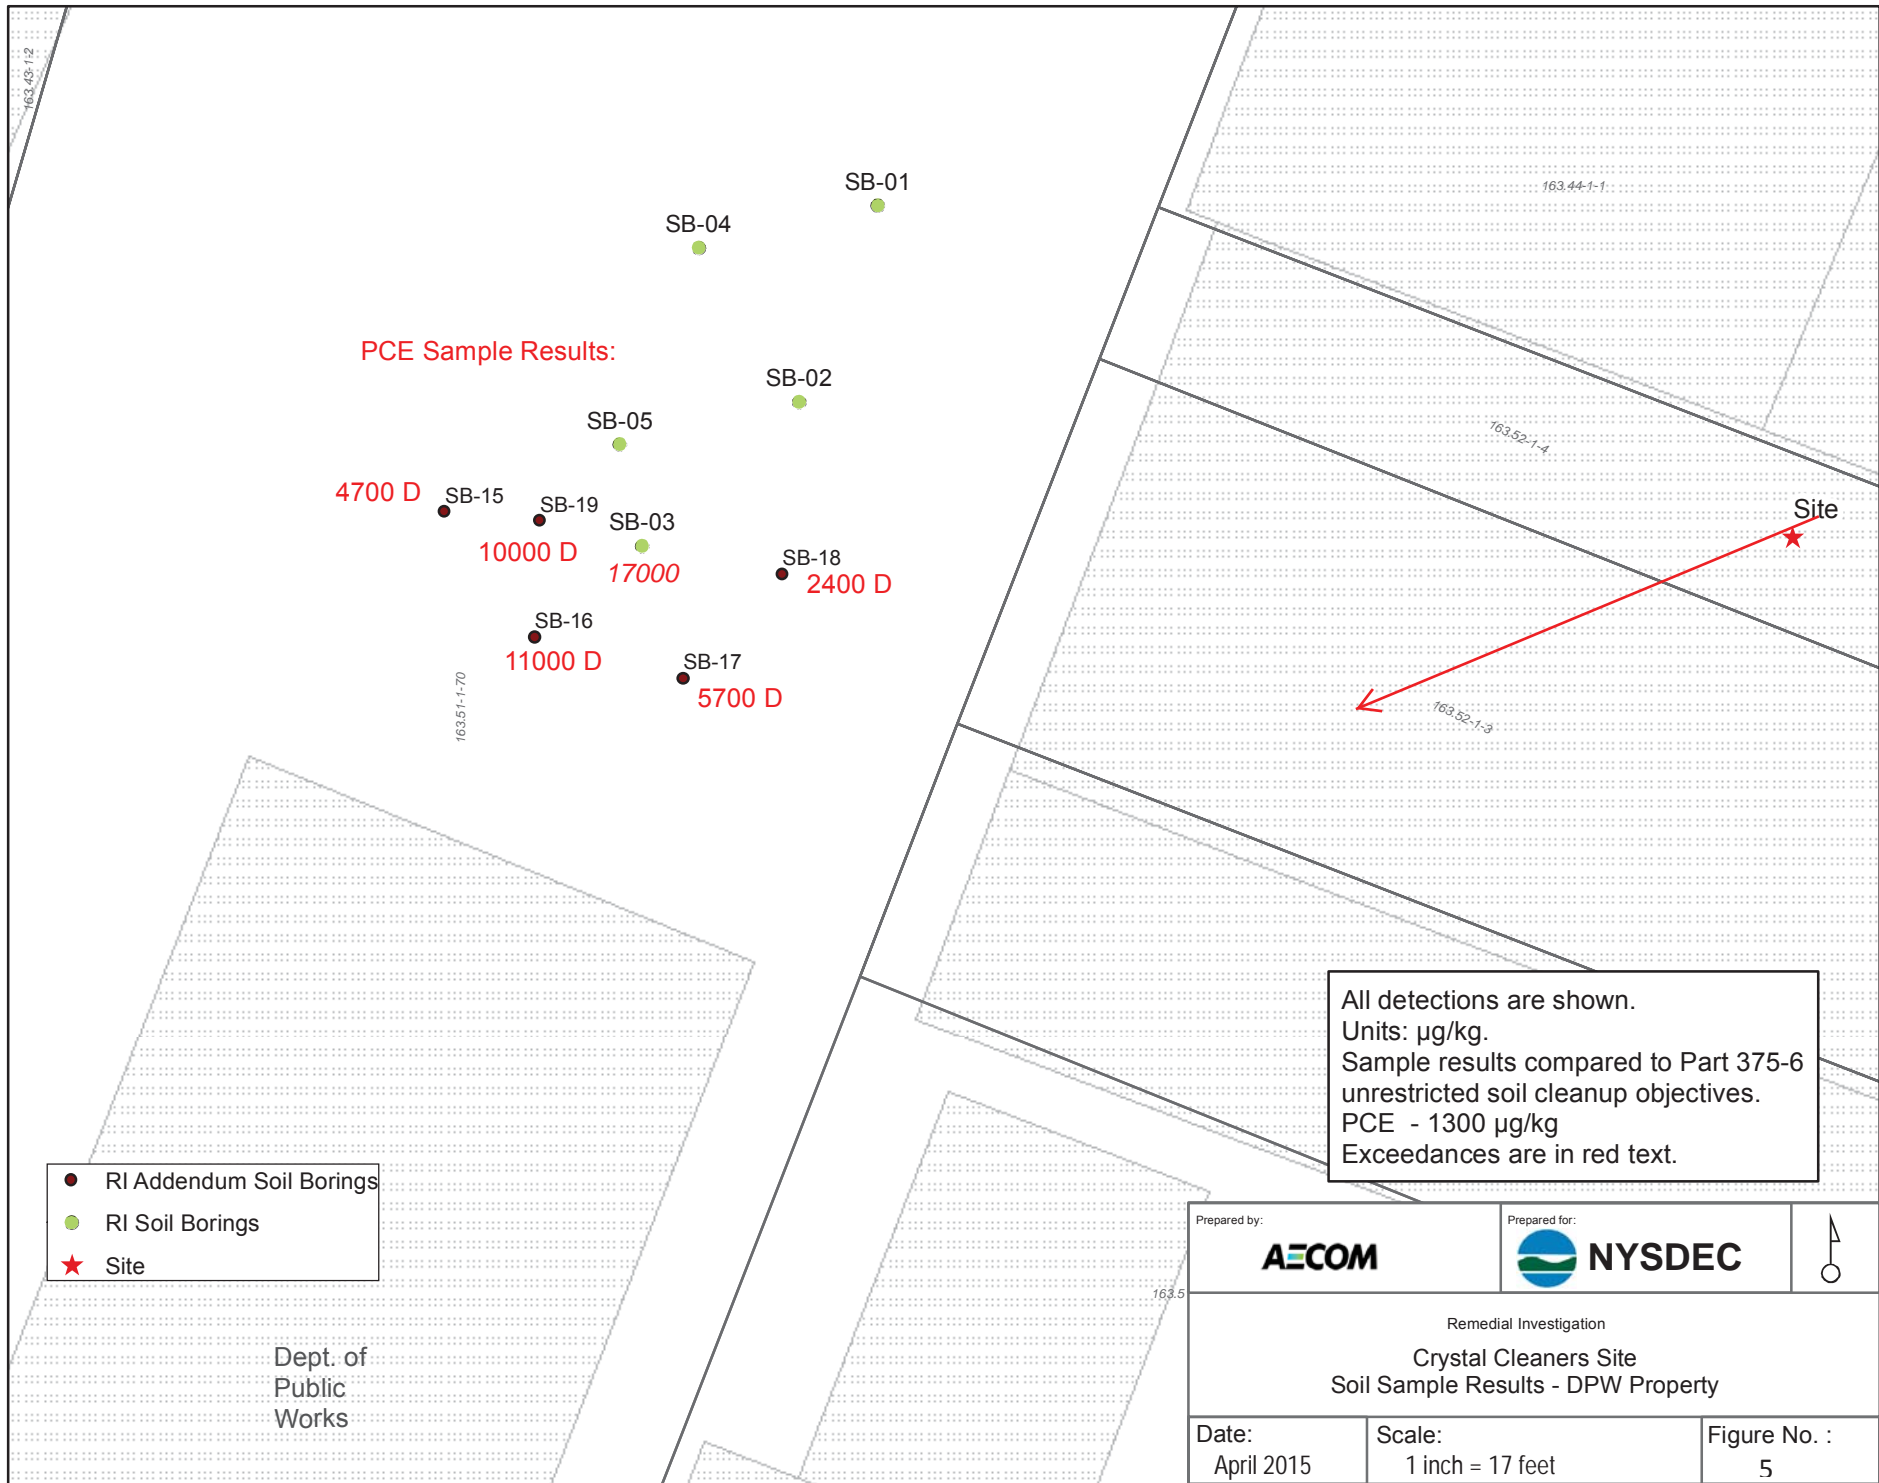 163.43-1-2
SB-01
SB-04
163.44-1-1
PCE Sample Results:
SB-02
SB-05
163.52-1-4
4700 D
SB-15
SB-19
10000 D
SB-03
17000
Site
SB-18
2400 D
SB-16
11000 D
SB-17
5700 D
163.51-1-70
163.52-1-3
All detections are shown.
Units: µg/kg.
Sample results compared to Part 375-6
unrestricted soil cleanup objectives.
PCE - 1300 µg/kg
Exceedances are in red text.
RI Addendum Soil Borings
RI Soil Borings
Site
Dept. of
Public
Works
163.5
Prepared by:
AECOM
Prepared for:
NYSDEC
Remedial Investigation
Crystal Cleaners Site
Soil Sample Results - DPW Property
Date:
April 2015
Scale:
1 inch = 17 feet
Figure No. :
5